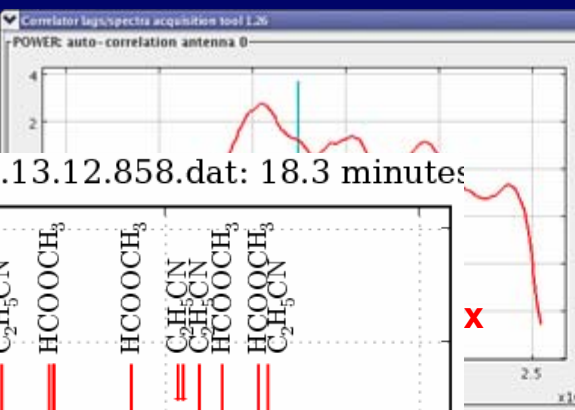 Correlator lags/spectra acquisition tool 1.26
POWER: auto-correlation antenna 0
4
2
.13.12.858.dat: 18.3 minutes
C₂H₅CN
HCOOCH₃
HCOOCH₃
C₂H₅CN
C₂H₅CN
HCOOCH₃
HCOOCH₃
C₂H₅CN
x
2.5
x1